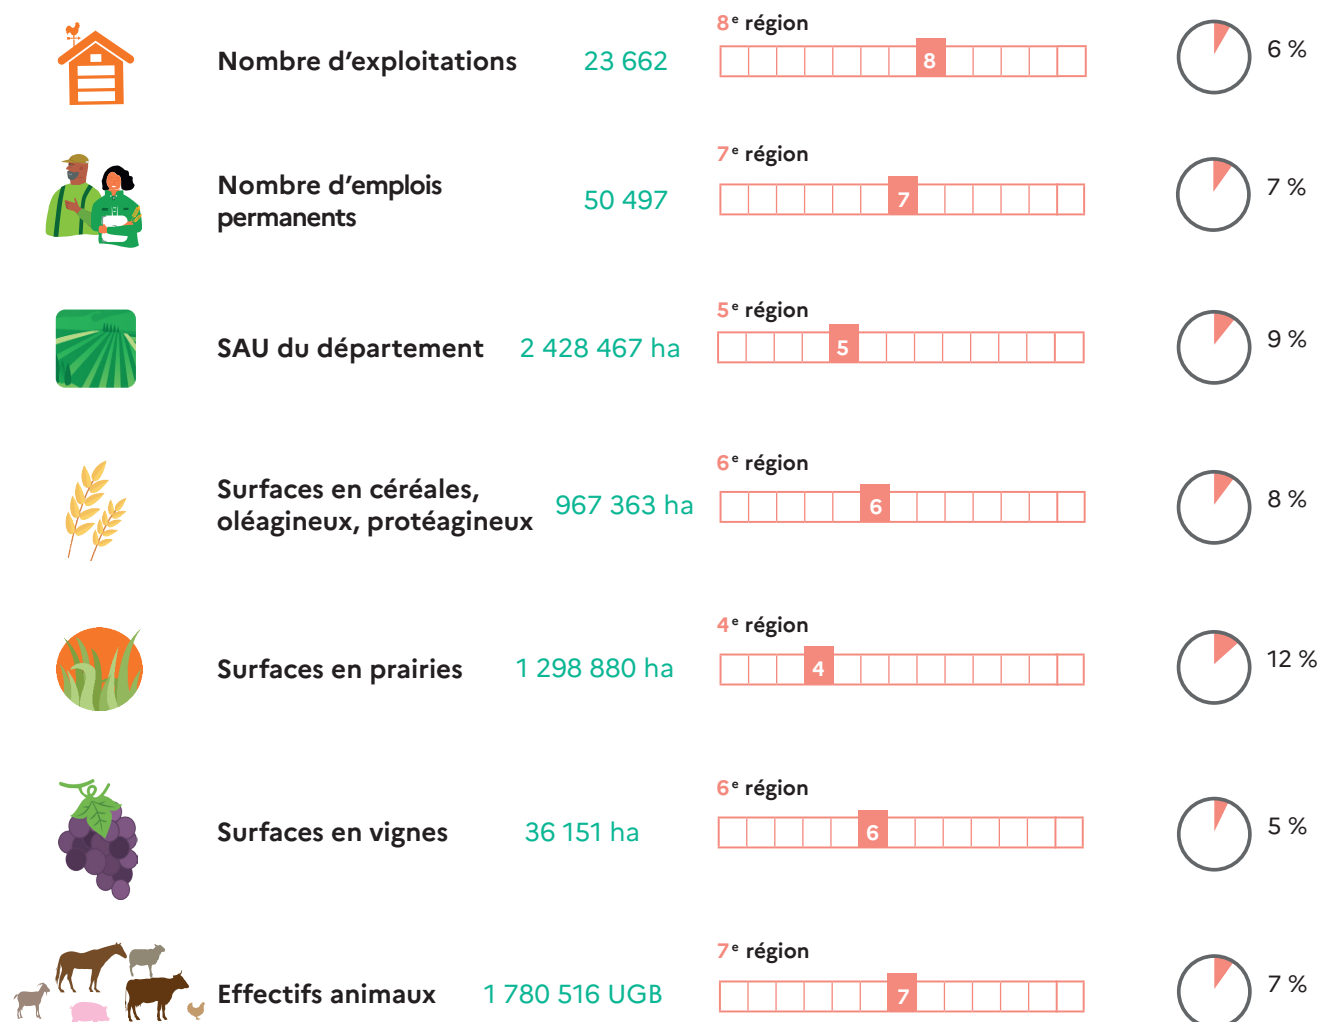 8e région
Nombre d'exploitations 23 662 8 6 %
7e région
Nombre d'emplois
permanents 50 497 7 7 %
5e région
SAU du département 2 428 467 ha 5 9 %
6e région
Surfaces en céréales,
oléagineux, protéagineux 967 363 ha 6 8 %
4e région
Surfaces en prairies 1 298 880 ha 4 12 %
6e région
Surfaces en vignes 36 151 ha 6 5 %
7e région
Effectifs animaux 1 780 516 UGB 7 7 %